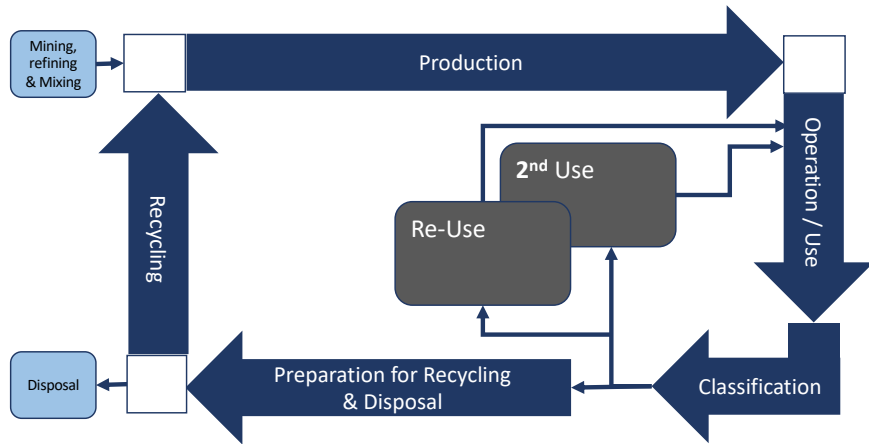 Mining,
refining
& Mixing
Production
Operation / Use
2nd Use
Re-Use
Recycling
Disposal
Preparation for Recycling
& Disposal
Classification